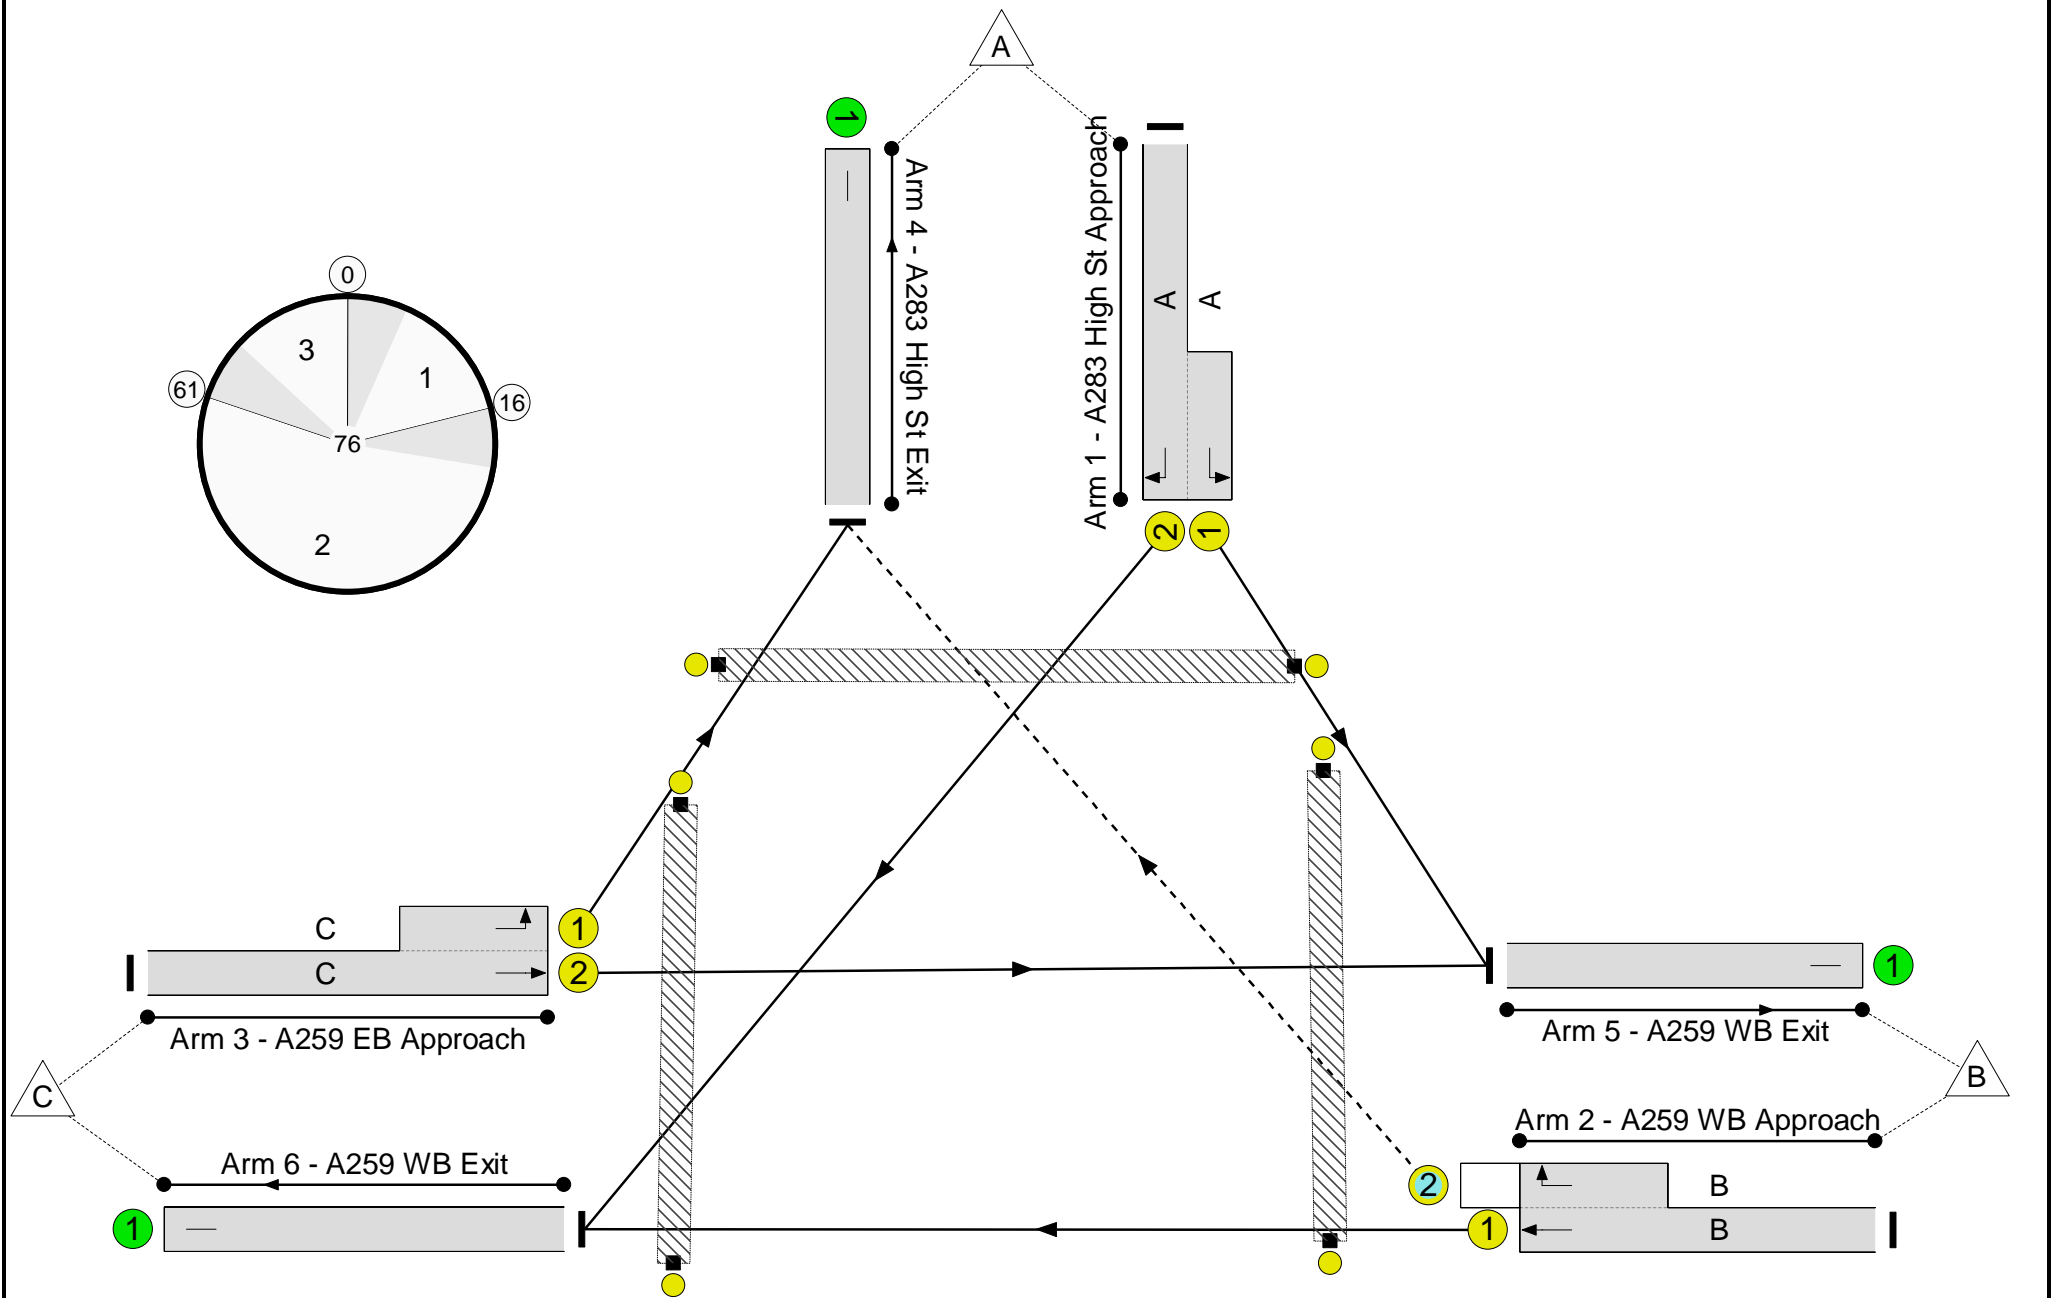 A
1
Arm 4 - A283 High St Exit
Arm 1 - A283 High St Approach
A
A
2
1
0
3
1
61
16
76
2
C
1
C
2
Arm 3 - A259 EB Approach
1
Arm 5 - A259 WB Exit
C
B
Arm 2 - A259 WB Approach
Arm 6 - A259 WB Exit
2
B
1
1
B